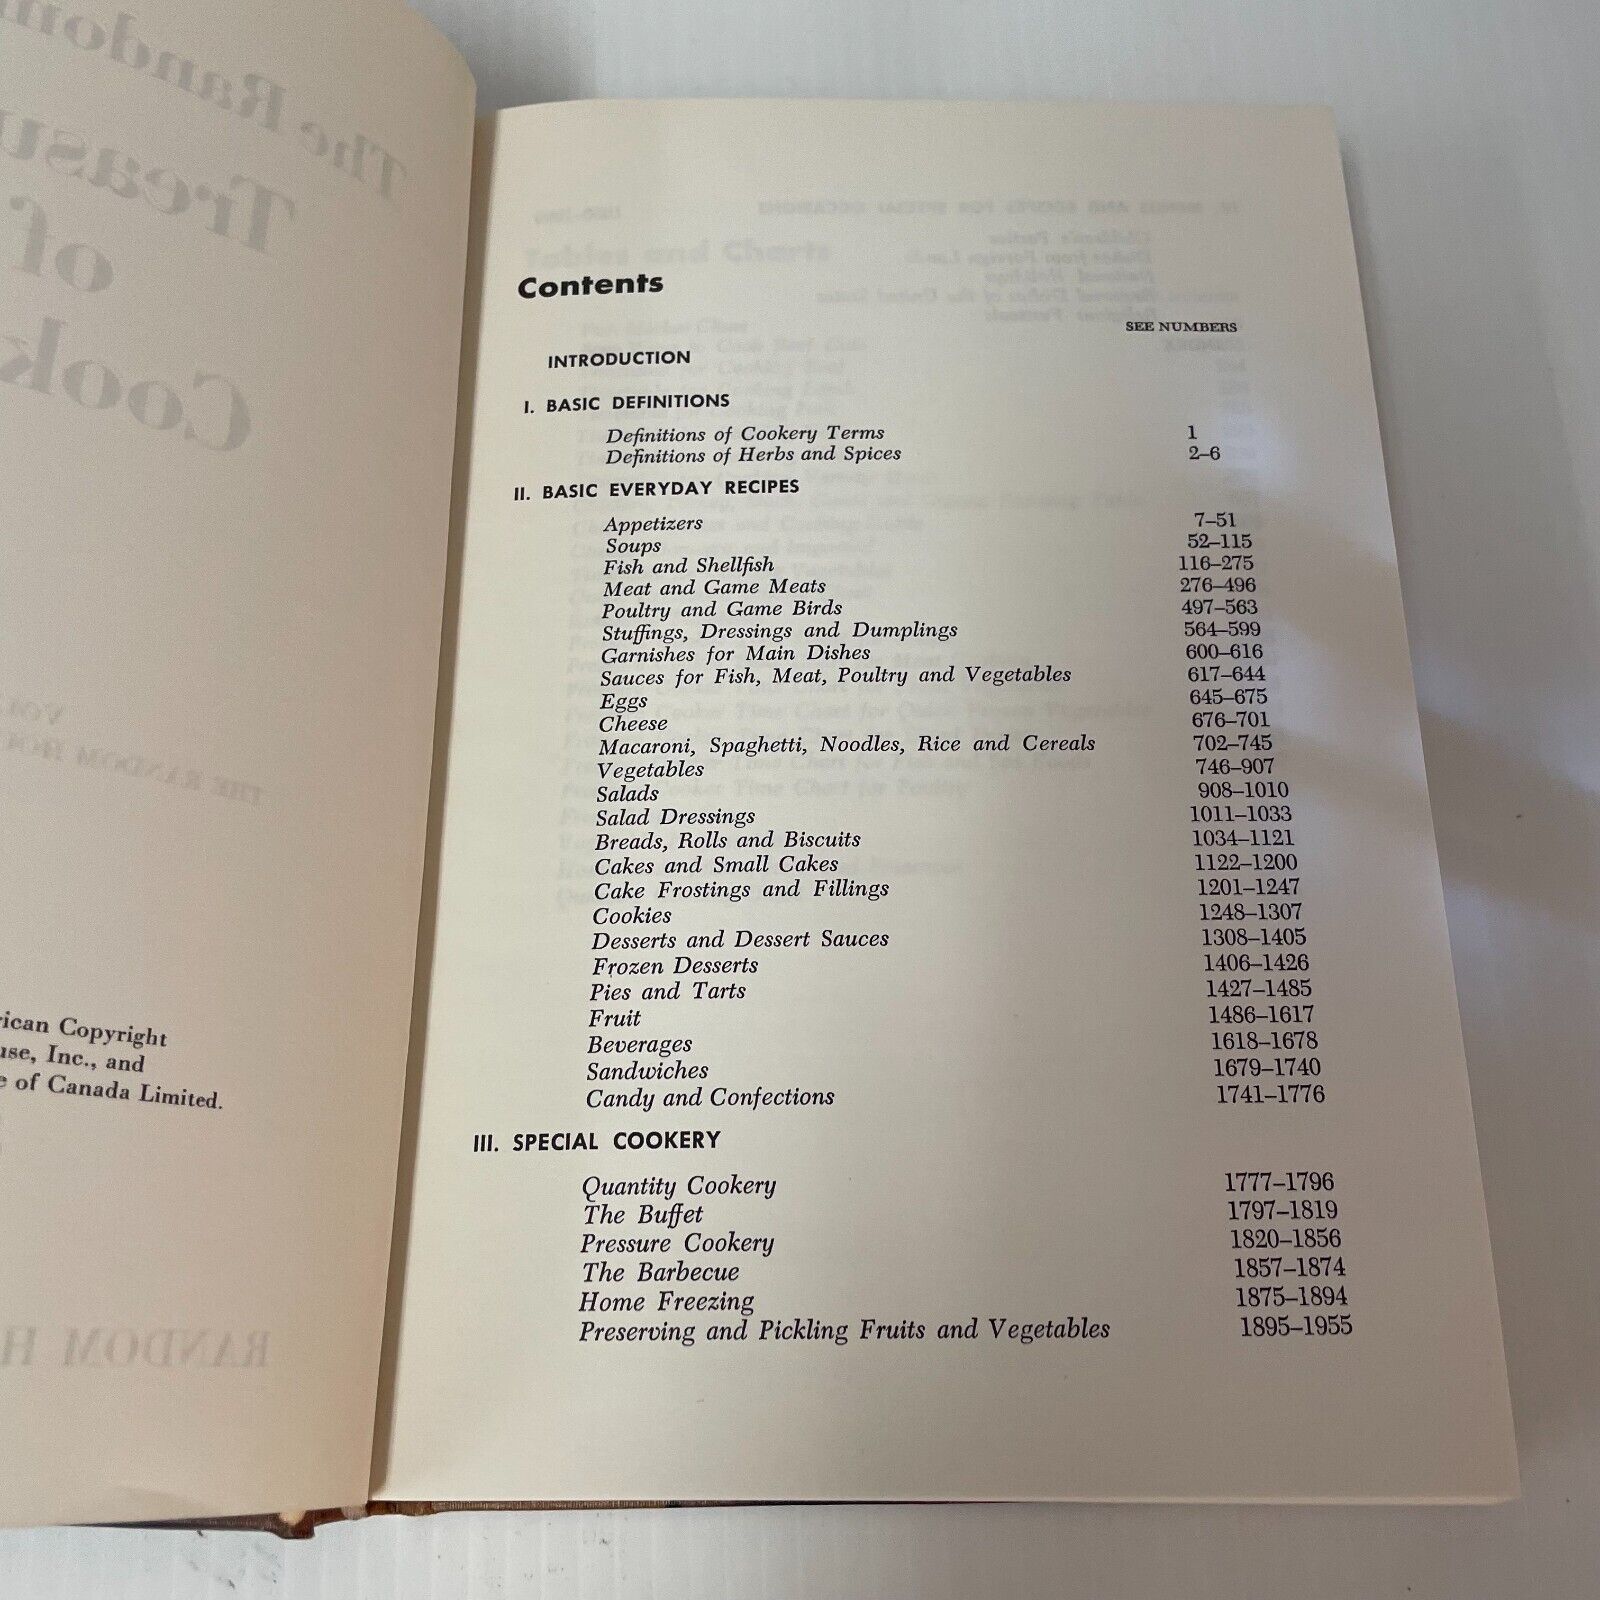 rican Copyright
use, Inc., and
e of Canada Limited.
The Random
Treasu
of
Cook
THE RANDOM HOU
RANDOM H
Contents
SEE NUMBERS
INTRODUCTION
I. BASIC DEFINITIONS
Definitions of Cookery Terms 1
Definitions of Herbs and Spices 2–6
II. BASIC EVERYDAY RECIPES
Appetizers 7–51
Soups 52–115
Fish and Shellfish 116–275
Meat and Game Meats 276–496
Poultry and Game Birds 497–563
Stuffings, Dressings and Dumplings 564–599
Garnishes for Main Dishes 600–616
Sauces for Fish, Meat, Poultry and Vegetables 617–644
Eggs 645–675
Cheese 676–701
Macaroni, Spaghetti, Noodles, Rice and Cereals 702–745
Vegetables 746–907
Salads 908–1010
Salad Dressings 1011–1033
Breads, Rolls and Biscuits 1034–1121
Cakes and Small Cakes 1122–1200
Cake Frostings and Fillings 1201–1247
Cookies 1248–1307
Desserts and Dessert Sauces 1308–1405
Frozen Desserts 1406–1426
Pies and Tarts 1427–1485
Fruit 1486–1617
Beverages 1618–1678
Sandwiches 1679–1740
Candy and Confections 1741–1776
III. SPECIAL COOKERY
Quantity Cookery 1777–1796
The Buffet 1797–1819
Pressure Cookery 1820–1856
The Barbecue 1857–1874
Home Freezing 1875–1894
Preserving and Pickling Fruits and Vegetables 1895–1955